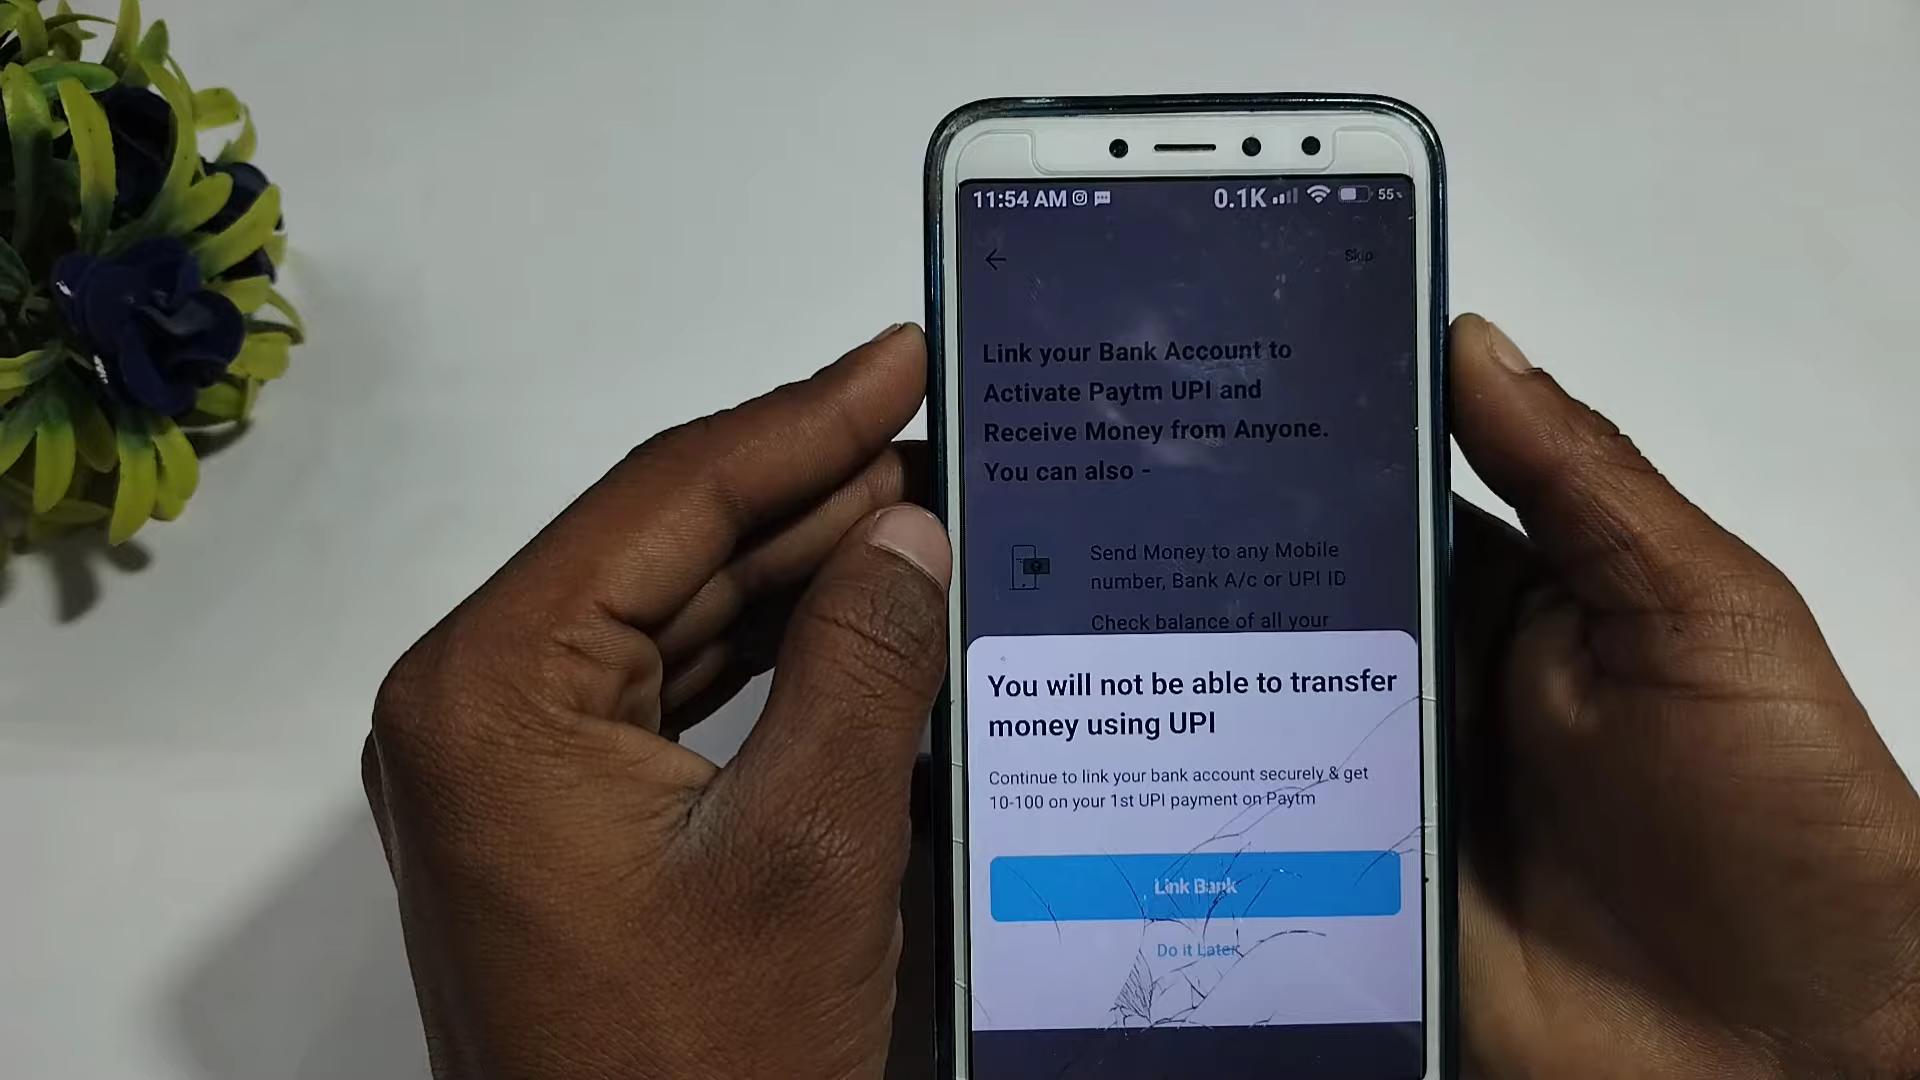 11:54 AM
0.1K
55%
Skip
Link your Bank Account to
Activate Paytm UPI and
Receive Money from Anyone.
You can also -
Send Money to any Mobile
number, Bank A/c or UPI ID
Check balance of all your
You will not be able to transfer
money using UPI
Continue to link your bank account securely & get
10-100 on your 1st UPI payment on Paytm
Link Bank
Do it Later